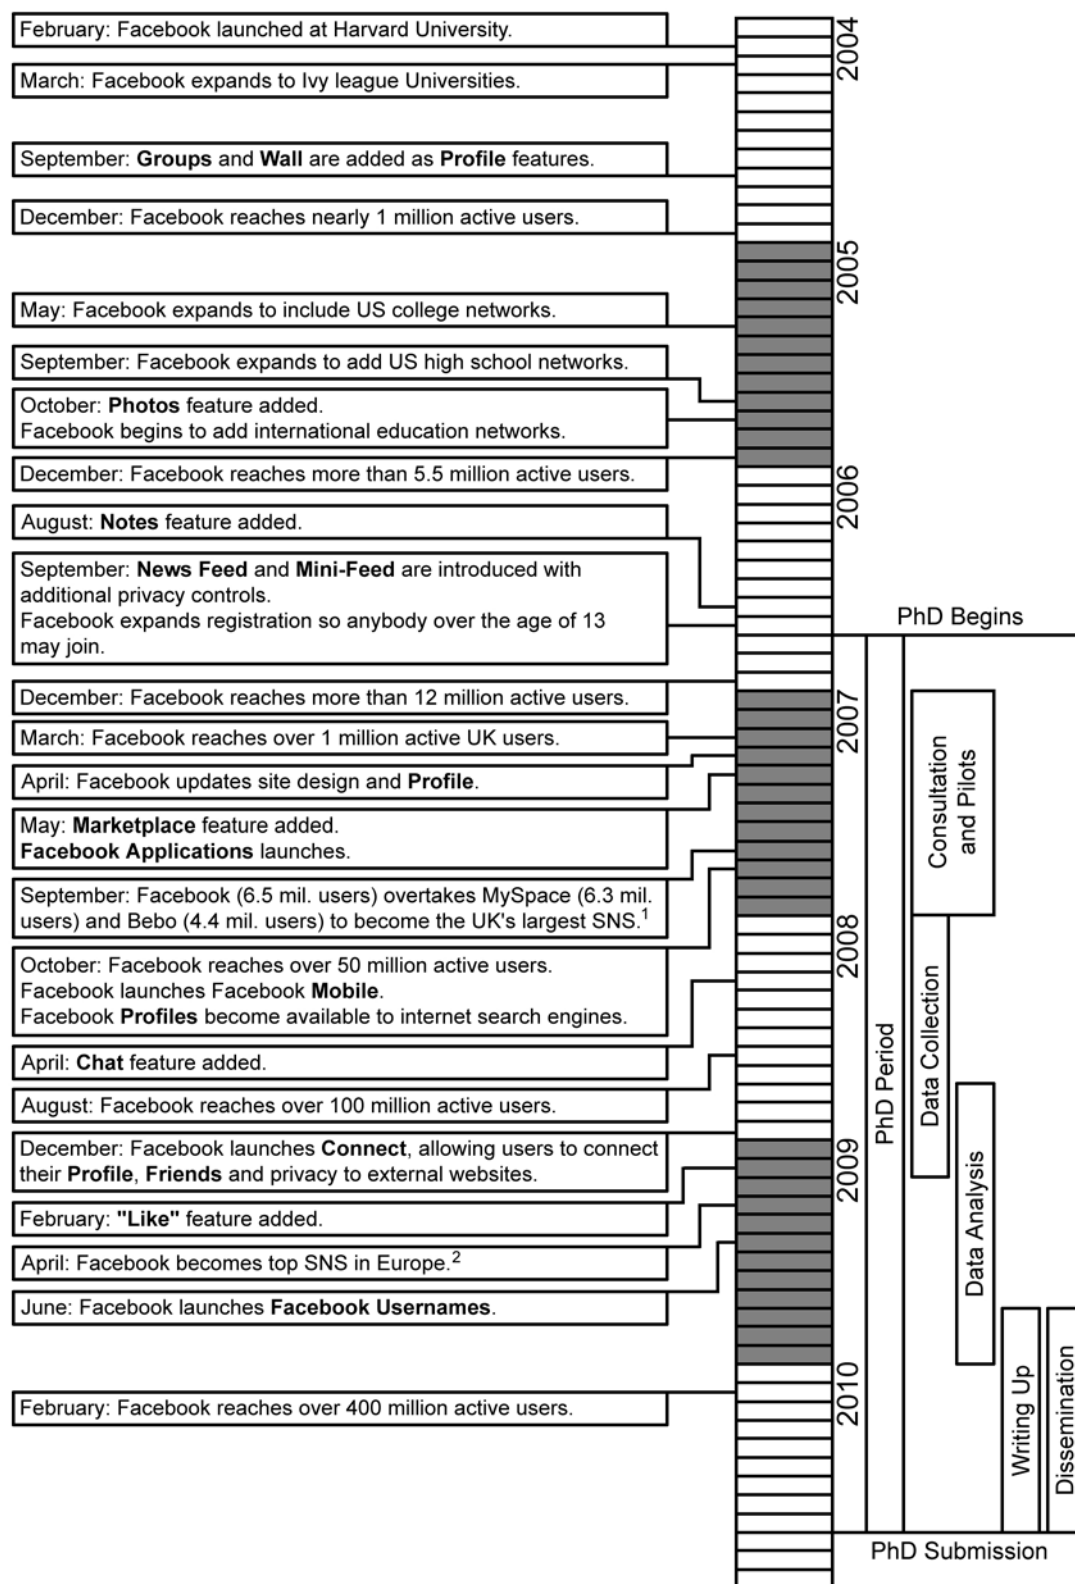 February: Facebook launched at Harvard University.
March: Facebook expands to Ivy league Universities.
September: Groups and Wall are added as Profile features.
December: Facebook reaches nearly 1 million active users.
May: Facebook expands to include US college networks.
September: Facebook expands to add US high school networks.
October: Photos feature added.
Facebook begins to add international education networks.
December: Facebook reaches more than 5.5 million active users.
August: Notes feature added.
September: News Feed and Mini-Feed are introduced with
additional privacy controls.
Facebook expands registration so anybody over the age of 13
may join.
December: Facebook reaches more than 12 million active users.
March: Facebook reaches over 1 million active UK users.
April: Facebook updates site design and Profile.
May: Marketplace feature added.
Facebook Applications launches.
September: Facebook (6.5 mil. users) overtakes MySpace (6.3 mil.
users) and Bebo (4.4 mil. users) to become the UK's largest SNS.¹
October: Facebook reaches over 50 million active users.
Facebook launches Facebook Mobile.
Facebook Profiles become available to internet search engines.
April: Chat feature added.
August: Facebook reaches over 100 million active users.
December: Facebook launches Connect, allowing users to connect
their Profile, Friends and privacy to external websites.
February: "Like" feature added.
April: Facebook becomes top SNS in Europe.²
June: Facebook launches Facebook Usernames.
February: Facebook reaches over 400 million active users.
2004
2005
2006
2007
2008
2009
2010
PhD Begins
PhD Period
Consultation
and Pilots
Data Collection
Data Analysis
Writing Up
Dissemination
PhD Submission